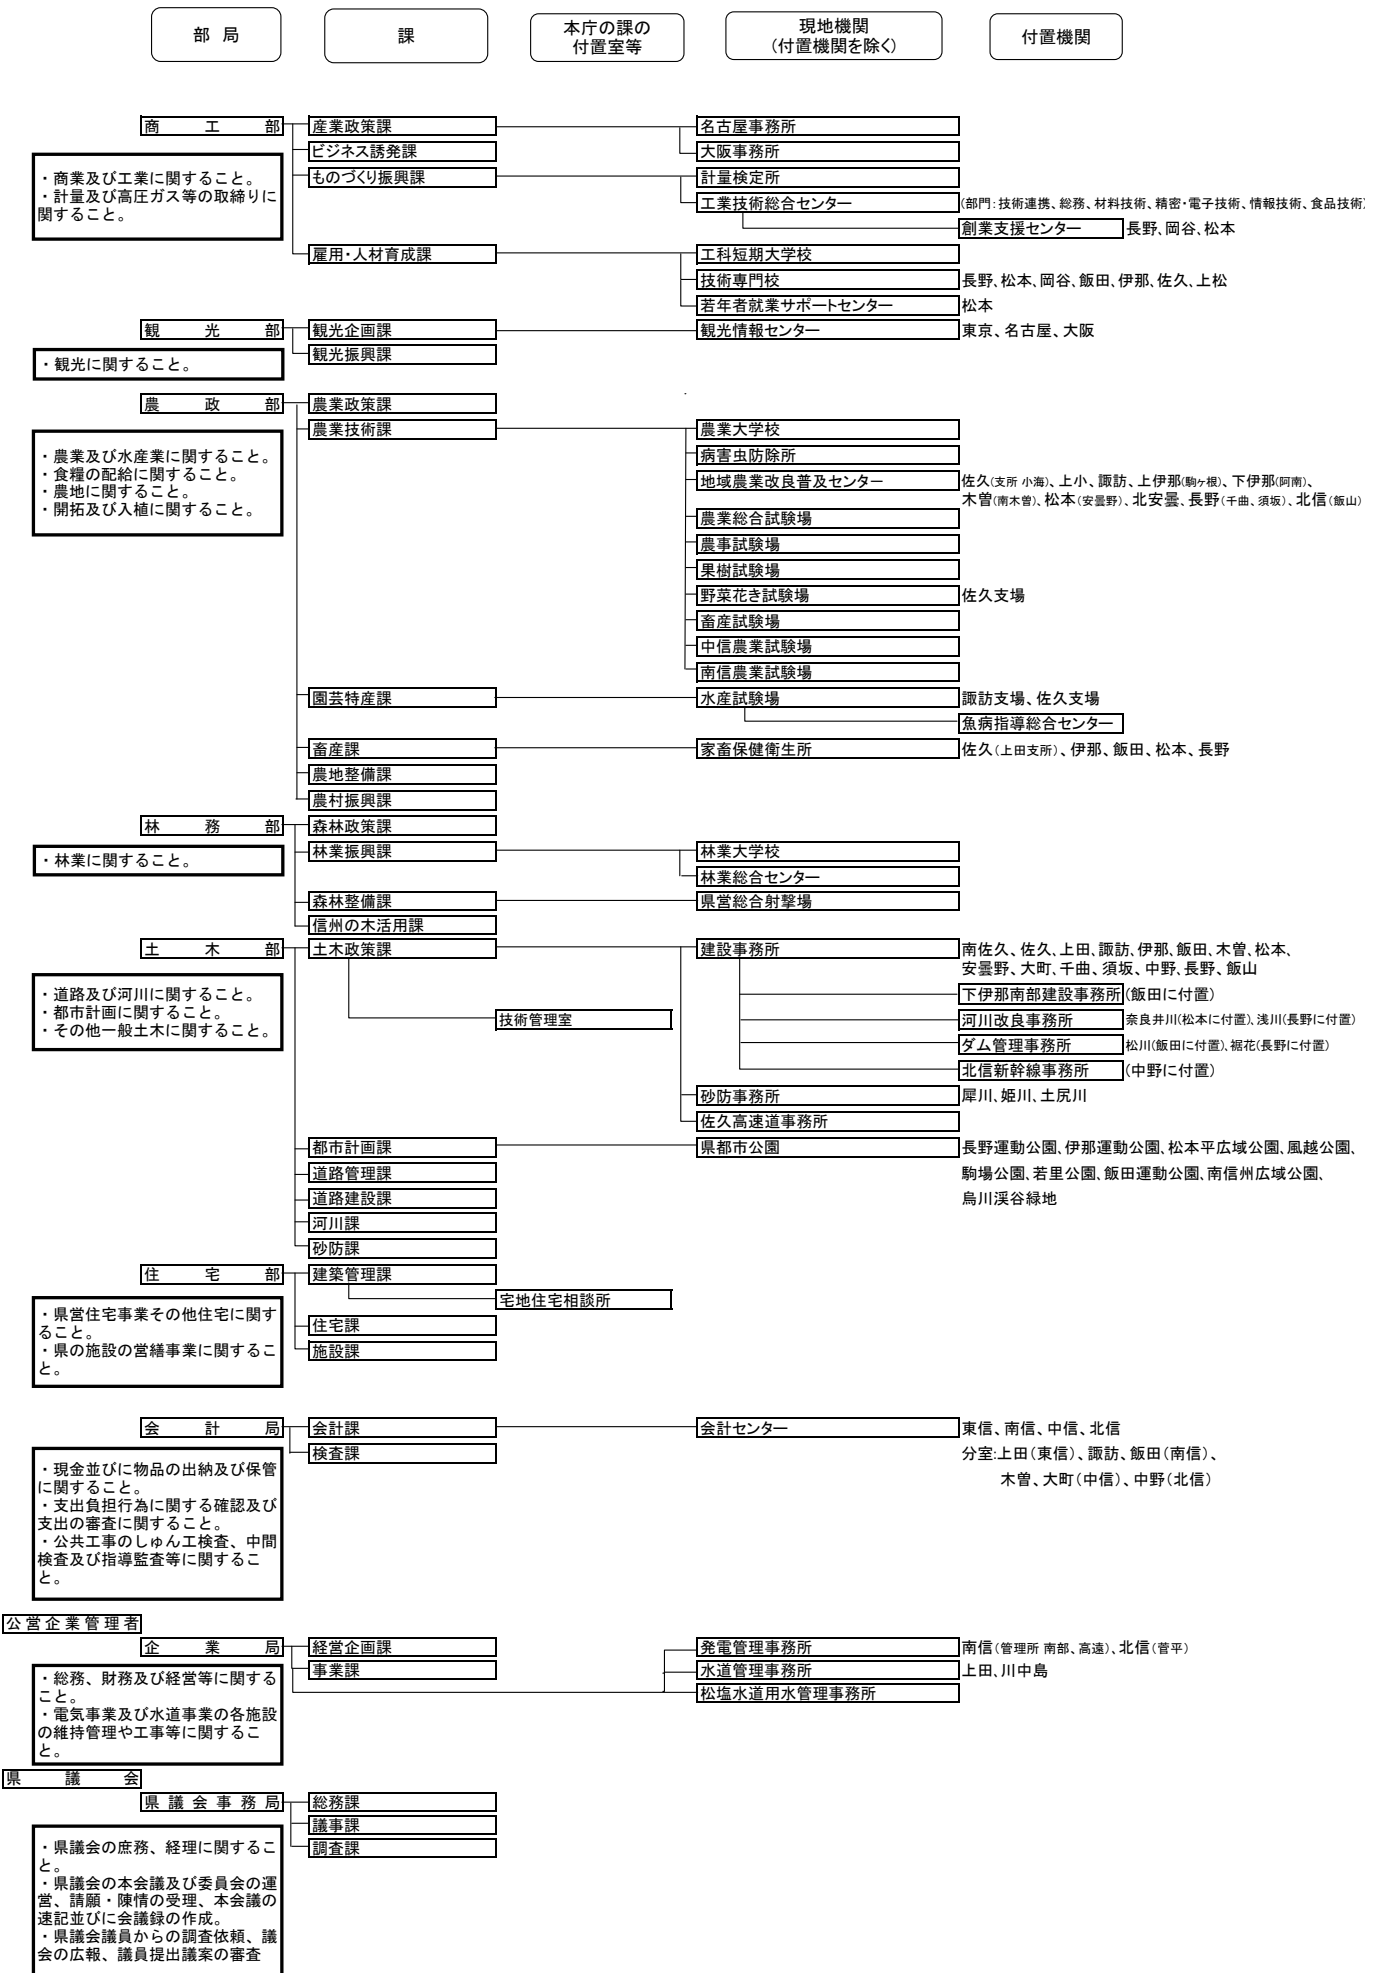 部 局
課
本庁の課の
付置室等
現地機関
(付置機関を除く)
付置機関
商 工 部
産業政策課
名古屋事務所
ビジネス誘発課
大阪事務所
・商業及び工業に関すること。
・計量及び高圧ガス等の取締りに
関すること。
ものづくり振興課
計量検定所
工業技術総合センター
(部門:技術連携、総務、材料技術、精密・電子技術、情報技術、食品技術)
創業支援センター
長野、岡谷、松本
雇用・人材育成課
工科短期大学校
技術専門校
長野、松本、岡谷、飯田、伊那、佐久、上松
若年者就業サポートセンター
松本
観 光 部
観光企画課
観光情報センター
東京、名古屋、大阪
観光振興課
・観光に関すること。
農 政 部
農業政策課
農業技術課
農業大学校
・農業及び水産業に関すること。
・食糧の配給に関すること。
・農地に関すること。
・開拓及び入植に関すること。
病害虫防除所
地域農業改良普及センター
佐久(支所 小海)、上小、諏訪、上伊那(駒ヶ根)、下伊那(阿南)、
木曽(南木曽)、松本(安曇野)、北安曇、長野(千曲、須坂)、北信(飯山)
農業総合試験場
農事試験場
果樹試験場
野菜花き試験場
佐久支場
畜産試験場
中信農業試験場
南信農業試験場
園芸特産課
水産試験場
諏訪支場、佐久支場
魚病指導総合センター
畜産課
家畜保健衛生所
佐久(上田支所)、伊那、飯田、松本、長野
農地整備課
農村振興課
林 務 部
森林政策課
・林業に関すること。
林業振興課
林業大学校
林業総合センター
森林整備課
県営総合射撃場
信州の木活用課
土 木 部
土木政策課
建設事務所
南佐久、佐久、上田、諏訪、伊那、飯田、木曽、松本、
安曇野、大町、千曲、須坂、中野、長野、飯山
・道路及び河川に関すること。
・都市計画に関すること。
・その他一般土木に関すること。
下伊那南部建設事務所
(飯田に付置)
技術管理室
河川改良事務所
奈良井川(松本に付置)、浅川(長野に付置)
ダム管理事務所
松川(飯田に付置)、裾花(長野に付置)
北信新幹線事務所
(中野に付置)
砂防事務所
犀川、姫川、土尻川
佐久高速道事務所
都市計画課
県都市公園
長野運動公園、伊那運動公園、松本平広域公園、風越公園、
駒場公園、若里公園、飯田運動公園、南信州広域公園、
烏川渓谷緑地
道路管理課
道路建設課
河川課
砂防課
住 宅 部
建築管理課
宅地住宅相談所
・県営住宅事業その他住宅に関す
ること。
・県の施設の営繕事業に関するこ
と。
住宅課
施設課
会 計 局
会計課
会計センター
東信、南信、中信、北信
検査課
分室:上田(東信)、諏訪、飯田(南信)、
木曽、大町(中信)、中野(北信)
・現金並びに物品の出納及び保管
に関すること。
・支出負担行為に関する確認及び
支出の審査に関すること。
・公共工事のしゅん工検査、中間
検査及び指導監査等に関するこ
と。
公営企業管理者
企 業 局
経営企画課
発電管理事務所
南信(管理所 南部、高遠)、北信(菅平)
事業課
水道管理事務所
上田、川中島
松塩水道用水管理事務所
・総務、財務及び経営等に関する
こと。
・電気事業及び水道事業の各施設
の維持管理や工事等に関するこ
と。
県 議 会
県議会事務局
総務課
議事課
調査課
・県議会の庶務、経理に関するこ
と。
・県議会の本会議及び委員会の運
営、請願・陳情の受理、本会議の
速記並びに会議録の作成。
・県議会議員からの調査依頼、議
会の広報、議員提出議案の審査